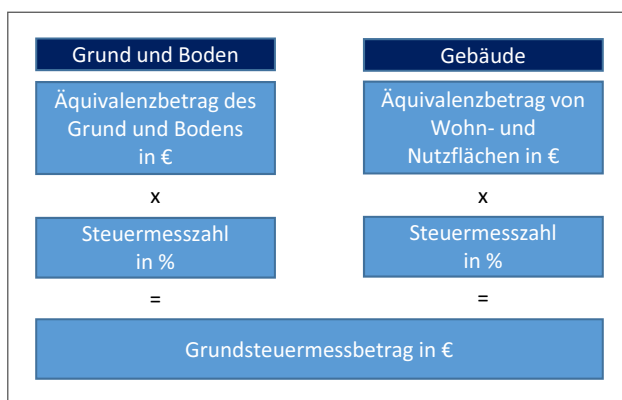 Grund und Boden
Äquivalenzbetrag des
Grund und Bodens
in €
x
Steuermesszahl
in %
=
Gebäude
Äquivalenzbetrag von
Wohn- und
Nutzflächen in €
x
Steuermesszahl
in %
=
Grundsteuermessbetrag in €